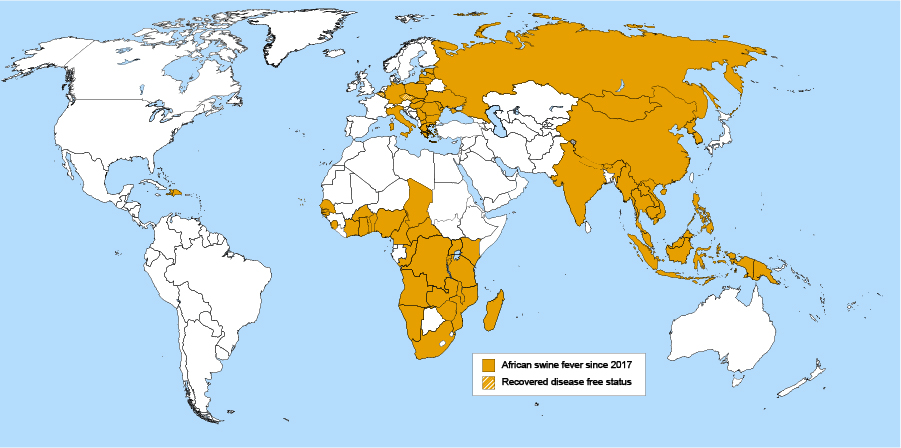 African swine fever since 2017
Recovered disease free status